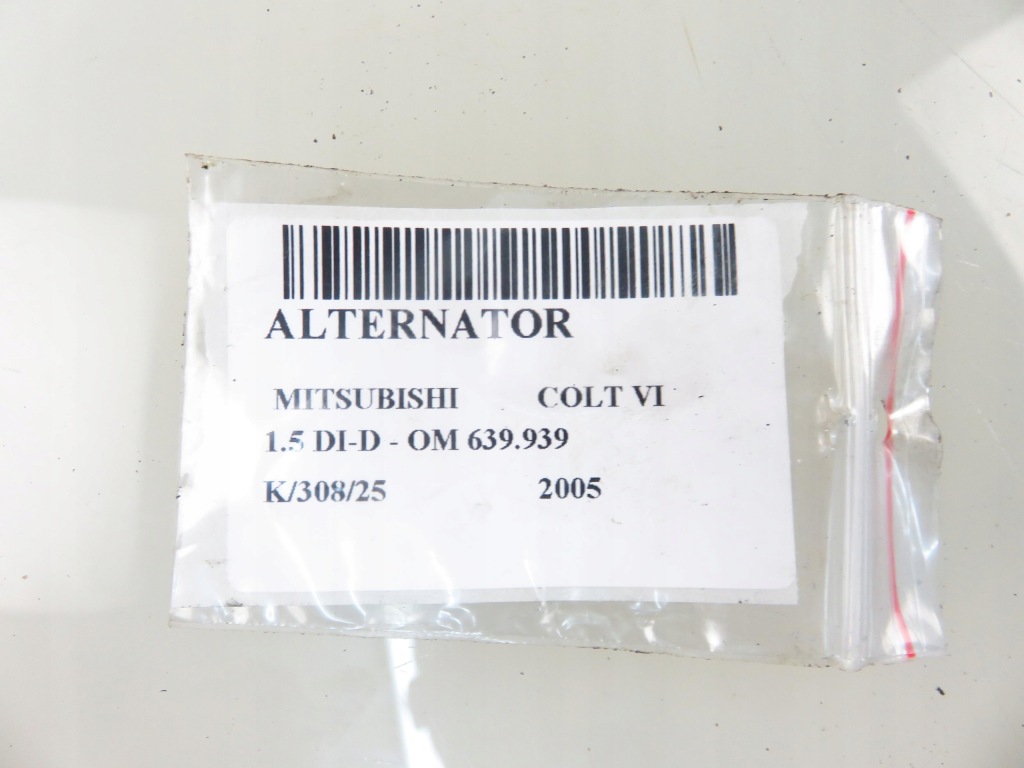 ALTERNATOR
MITSUBISHI COLT VI
1.5 DI-D - OM 639.939
K/308/25 2005